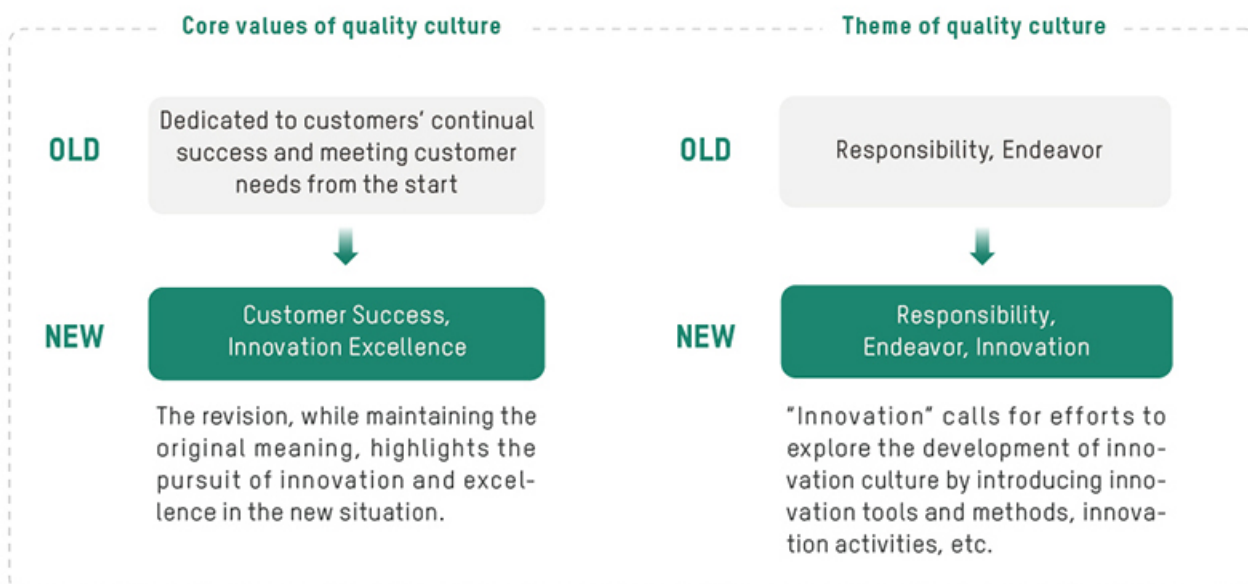 Core values of quality culture
OLD
Dedicated to customers' continual
success and meeting customer
needs from the start
NEW
Customer Success,
Innovation Excellence
The revision, while maintaining the
original meaning, highlights the
pursuit of innovation and excel-
lence in the new situation.
Theme of quality culture
OLD
Responsibility, Endeavor
NEW
Responsibility,
Endeavor, Innovation
"Innovation" calls for efforts to
explore the development of inno-
vation culture by introducing inno-
vation tools and methods, innova-
tion activities, etc.